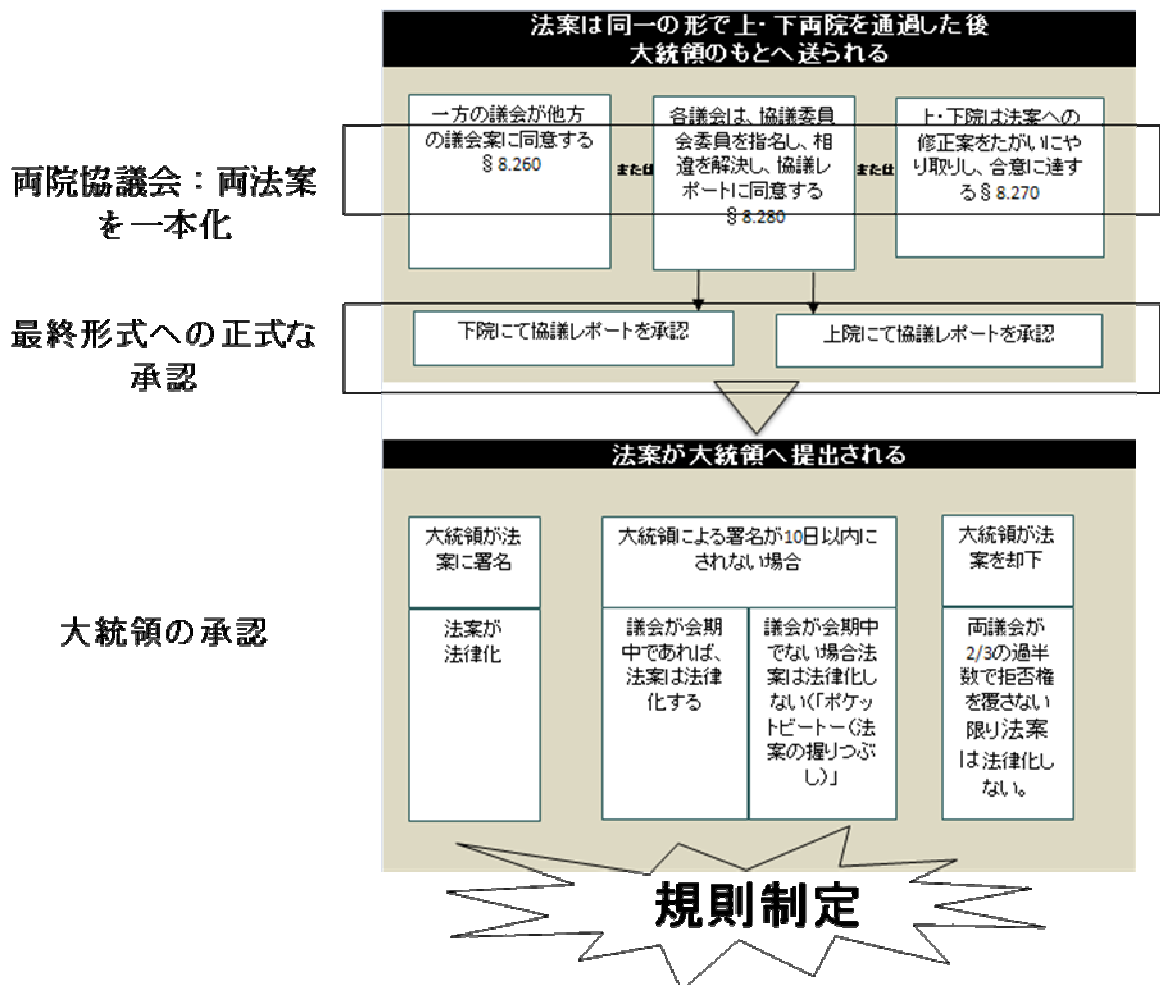 法案は同一の形で上・下両院を通過した後
大統領のもとへ送られる
両院協議会：両法案
を一本化
一方の議会が他方
の議会案に同意する
§8.260
または
各議会は、協議委員
会委員を指名し、相
違を解決し、協議レ
ポートに同意する
§8.280
または
上・下院は法案への
修正案をたがいにや
り取りし、合意に達す
る§8.270
最終形式への正式な
承認
下院にて協議レポートを承認
上院にて協議レポートを承認
法案が大統領へ提出される
大統領の承認
大統領が法
案に署名
法案が
法律化
大統領による署名が10日以内に
されない場合
議会が会期
中であれば、
法案は法律
化する
議会が会期中
でない場合法
案は法律化し
ない(「ポケッ
トビートー(法
案の握りつぶ
し)」
大統領が法
案を却下
両議会が
2/3の過半
数で拒否権
を覆さない
限り法案
は法律化し
ない。
規則制定